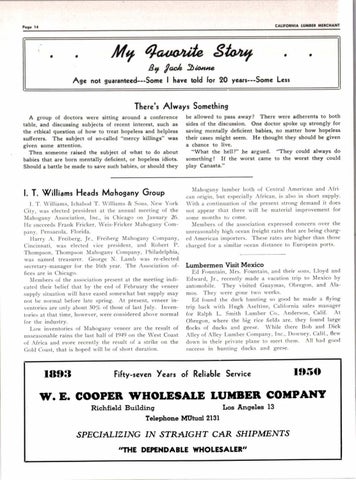 Page 14
CALIFORNIA LUMBER MERCHANT
. . My Favorite Story . .
By Jack Dionne
Age not guaranteed---Some I have told for 20 years---Some Less
There's Always Something
A group of doctors were sitting around a conference
table, and discussing subjects of recent interest, such as
the ethical question of how to treat hopeless and helpless
sufferers. The subject of so-called "mercy killings" was
given some attention.
Then someone raised the subject of what to do about
babies that are born mentally deficient, or hopeless idiots.
Should a battle be made to save such babies, or should they
be allowed to pass away? There were adherents to both
sides of the discussion. One doctor spoke up strongly for
saving mentally deficient babies, no matter how hopeless
their cases might seem. He thought they should be given
a chance to live.
"What the hell!" he argued. "They could always do
something! If the worst came to the worst they could
play Canasta."
I. T. Williams Heads Mahogany Group
I. T. Williams, Ichabod T. Williams & Sons, New York
City, was elected president at the annual meeting of the
Mahogany Association, Inc., in Chicago on January 26.
He succeeds Frank Fricker, Weis-Fricker Mahogany Com-
pany, Pensacola, Florida.
Harry A. Freiberg, Jr., Freiberg Mahogany Company,
Cincinnati, was elected vice president, and Robert P.
Thompson, Thompson Mahogany Company, Philadelphia,
was named treasurer. George N. Lamb was re-elected
secretary-manager for the 16th year. The Association of-
fices are in Chicago.
Members of the association present at the meeting indi-
cated their belief that by the end of February the veneer
supply situation will have eased somewhat but supply may
not be normal before late spring. At present, veneer in-
ventories are only about 30% of those of last July. Inven-
tories at that time, however, were considered above normal
for the industry.
Low inventories of Mahogany veneer are the result of
unseasonable rains the last half of 1949 on the West Coast
of Africa and more recently the result of a strike on the
Gold Coast, that is hoped will be of short duration.
Mahogany lumber both of Central American and Afri-
can origin, but especially African, is also in short supply.
With a continuation of the present strong demand it does
not appear that there will be material improvement for
some months to come.
Members of the association expressed concern over the
unreasonably high ocean freight rates that are being charg-
ed American importers. These rates are higher than those
charged for a similar ocean distance to European ports.
Lumbermen Visit Mexico
Ed Fountain, Mrs. Fountain, and their sons, Lloyd and
Edward, Jr., recently made a vacation trip to Mexico by
automobile. They visited Guaymas, Obregon, and Ala-
mos. They were gone two weeks.
Ed found the duck hunting so good he made a flying
trip back with Hugh Aseltine, California sales manager
for Ralph L. Smith Lumber Co., Anderson, Calif. At
Obregon, where the big rice fields are, they found large
flocks of ducks and geese. While there Bob and Dick
Alley of Alley Lumber Company, Inc., Downey, Calif., flew
down in their private plane to meet them. All had good
success in hunting ducks and geese.
1893 Fifty-seven Years of Reliable Service 1950
W. E. COOPER WHOLESALE LUMBER COMPANY
Richfield Building Los Angeles 13
Telephone MUtual 2131
SPECIALIZING IN STRAIGHT CAR SHIPMENTS
"THE DEPENDABLE WHOLESALER"